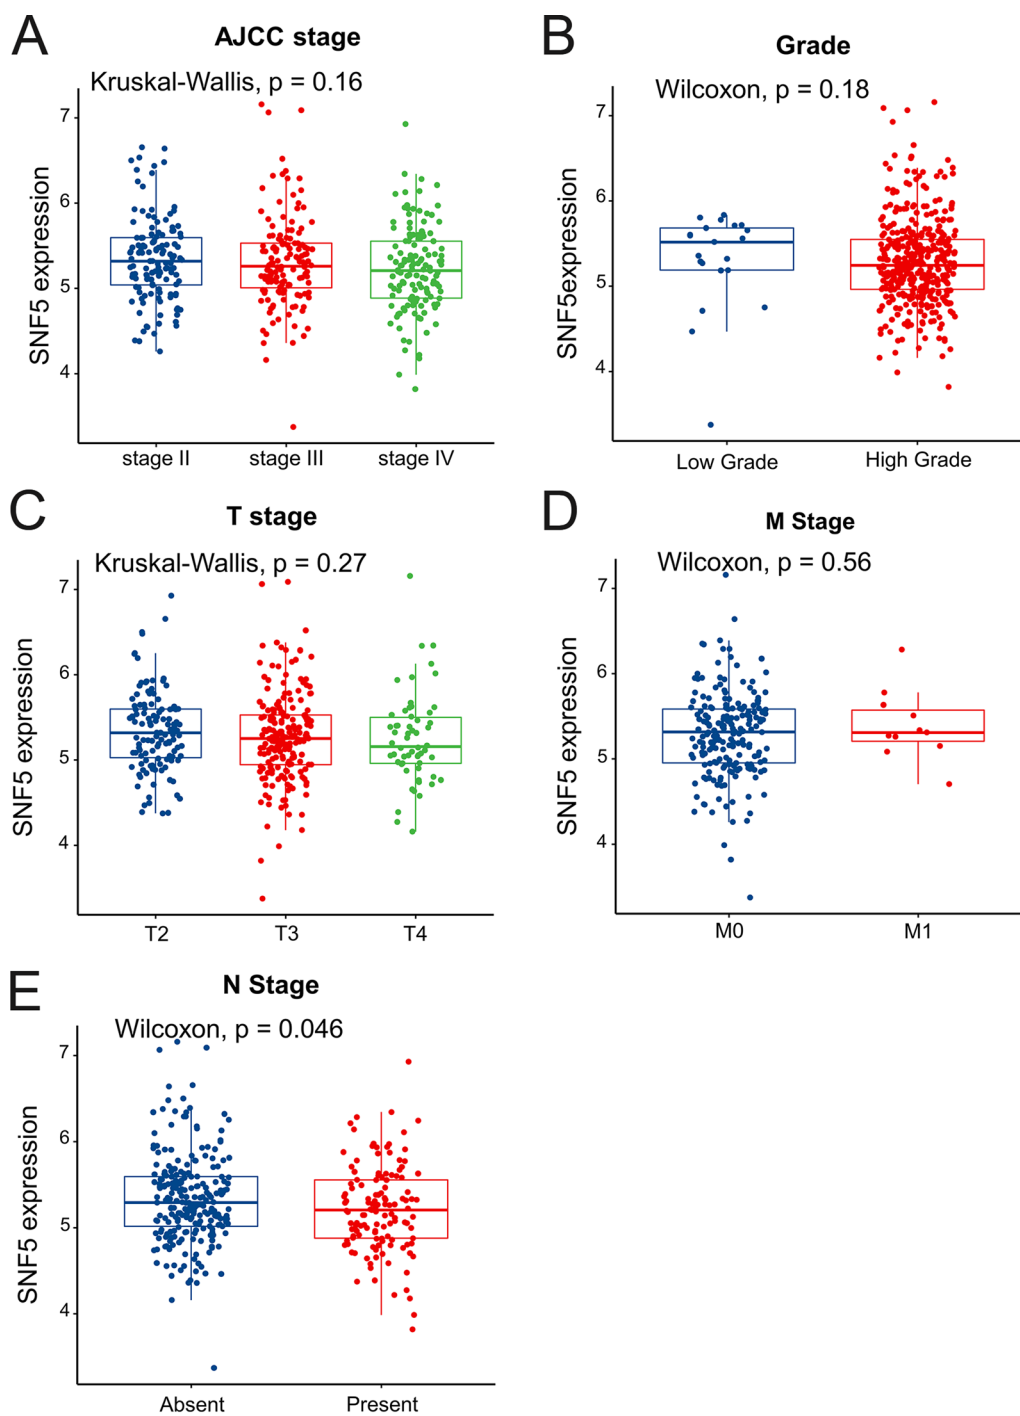 A
AJCC stage
Kruskal-Wallis, p = 0.16
SNF5 expression
7
6
5
4
stage II
stage III
stage IV
B
Grade
Wilcoxon, p = 0.18
SNF5expression
7
6
5
4
Low Grade
High Grade
C
T stage
Kruskal-Wallis, p = 0.27
SNF5 expression
7
6
5
4
T2
T3
T4
D
M Stage
Wilcoxon, p = 0.56
SNF5 expression
7
6
5
4
M0
M1
E
N Stage
Wilcoxon, p = 0.046
SNF5 expression
7
6
5
4
Absent
Present